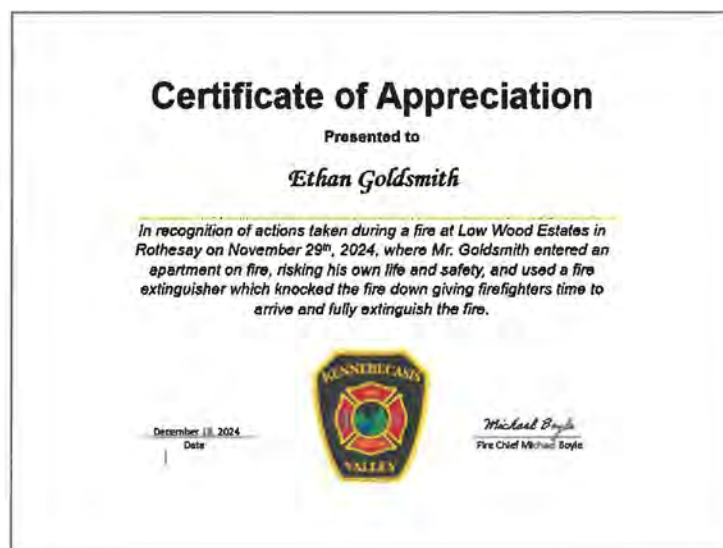 Certificate of Appreciation
Presented to
Ethan Goldsmith
In recognition of actions taken during a fire at Low Wood Estates in
Rothesay on November 29th, 2024, where Mr. Goldsmith entered an
apartment on fire, risking his own life and safety, and used a fire
extinguisher which knocked the fire down giving firefighters time to
arrive and fully extinguish the fire.
KENNEBECASIS
VALLEY
December 2024
Date
Michael Boyle
Fire Chief Michael Boyle